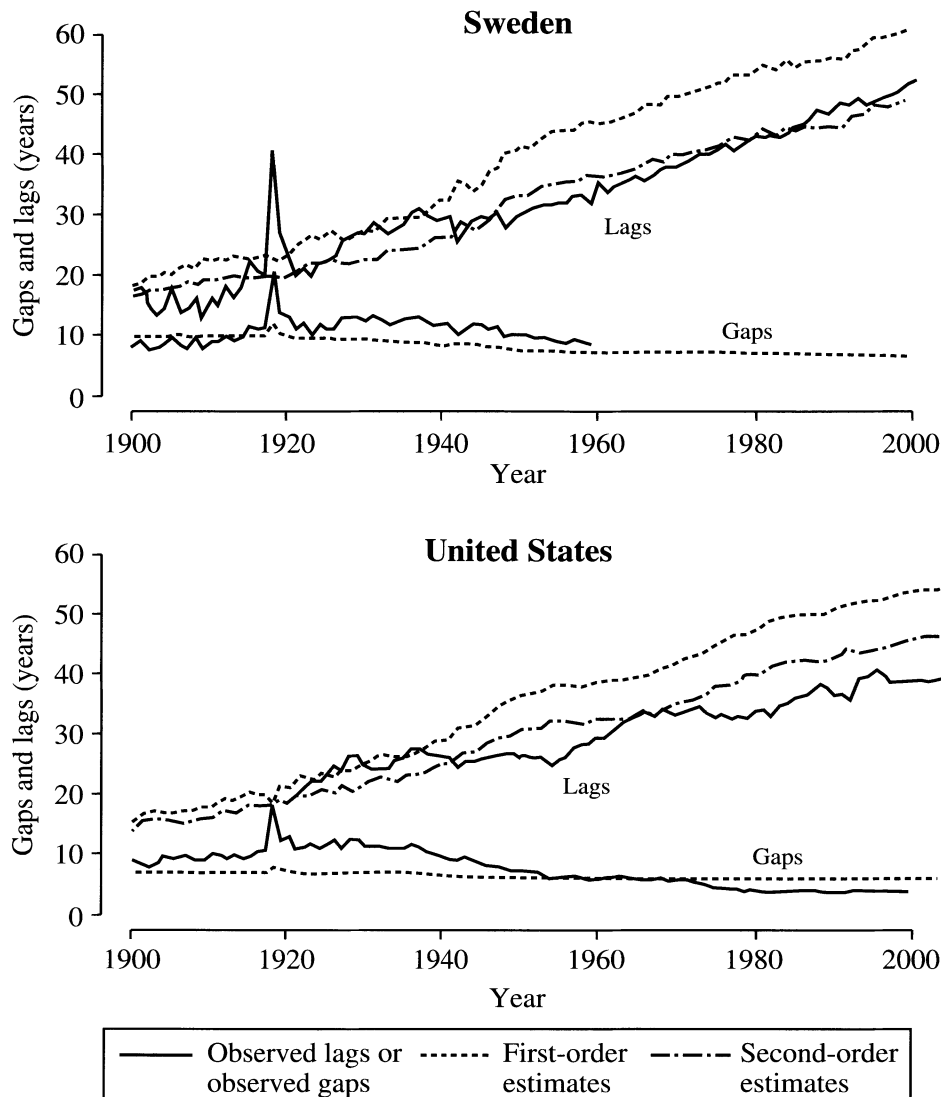 Sweden
Gaps and lags (years)
60
50
40
30
20
10
0
Lags
Gaps
1900 1920 1940 1960 1980 2000
Year
United States
Gaps and lags (years)
60
50
40
30
20
10
0
Lags
Gaps
1900 1920 1940 1960 1980 2000
Year
Observed lags or observed gaps
First-order estimates
Second-order estimates